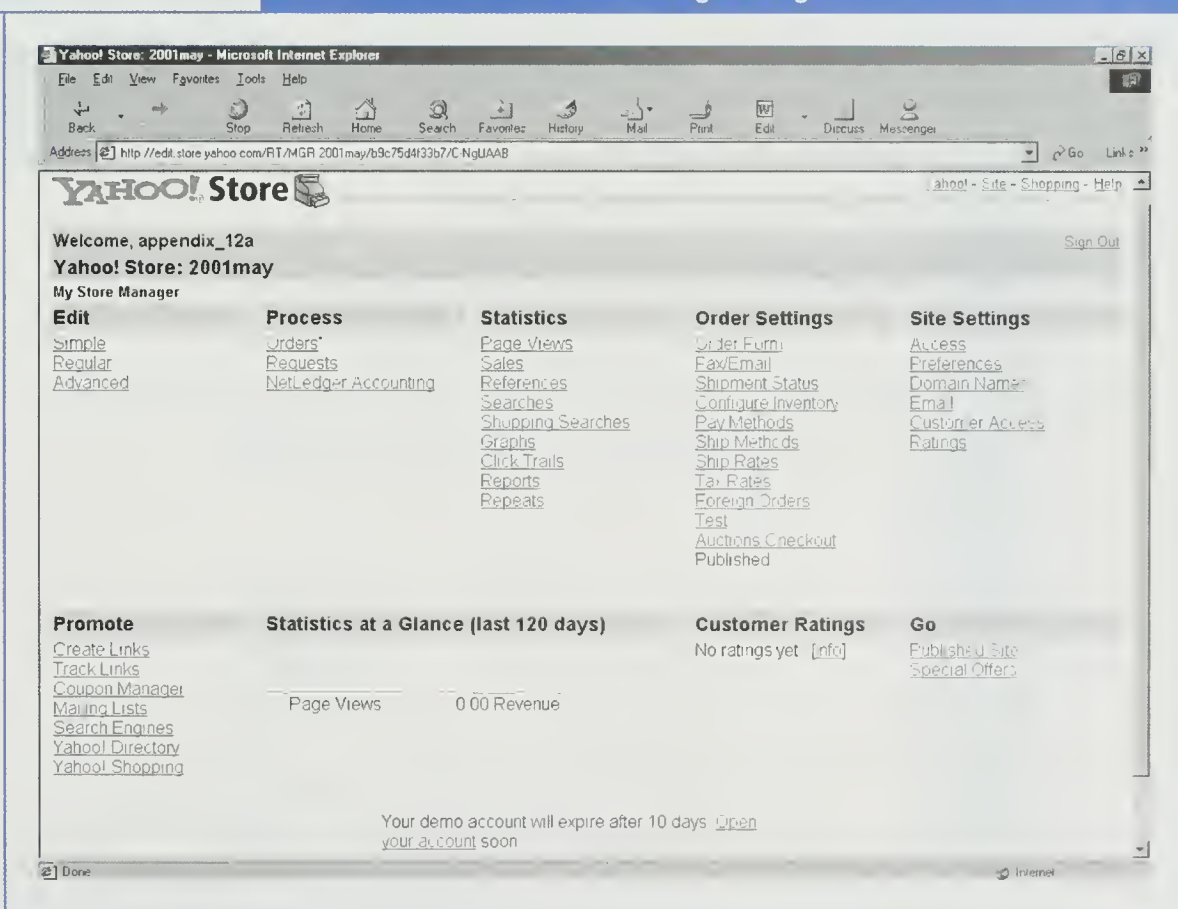 Yahoo! Store: 2001may - Microsoft Internet Explorer
File Edit View Favorites Tools Help
Back Stop Refresh Home Search Favorites History Mail Print Edit Discuss Messenger
Address http://edit.store.yahoo.com/RT/MGR.2001may/b9c75d4f33b7/C-NgUAAB Go Links »
YAHOO! Store
ahoo! - Site - Shopping - Help
Welcome, appendix_12a
Sign Out
Yahoo! Store: 2001may
My Store Manager
Edit
Simple
Regular
Advanced
Process
Orders*
Requests
NetLedger Accounting
Statistics
Page Views
Sales
References
Searches
Shopping Searches
Graphs
Click Trails
Reports
Repeats
Order Settings
Order Form
Fax/Email
Shipment Status
Configure Inventory
Pay Methods
Ship Methods
Ship Rates
Tax Rates
Foreign Orders
Test
Auctions Checkout
Published
Site Settings
Access
Preferences
Domain Names
Email
Customer Access
Ratings
Promote
Create Links
Track Links
Coupon Manager
Mailing Lists
Search Engines
Yahoo! Directory
Yahoo! Shopping
Statistics at a Glance (last 120 days)
Page Views 0.00 Revenue
Customer Ratings
No ratings yet [info]
Go
Published Site
Special Offers
Your demo account will expire after 10 days Open
your account soon
Done Internet